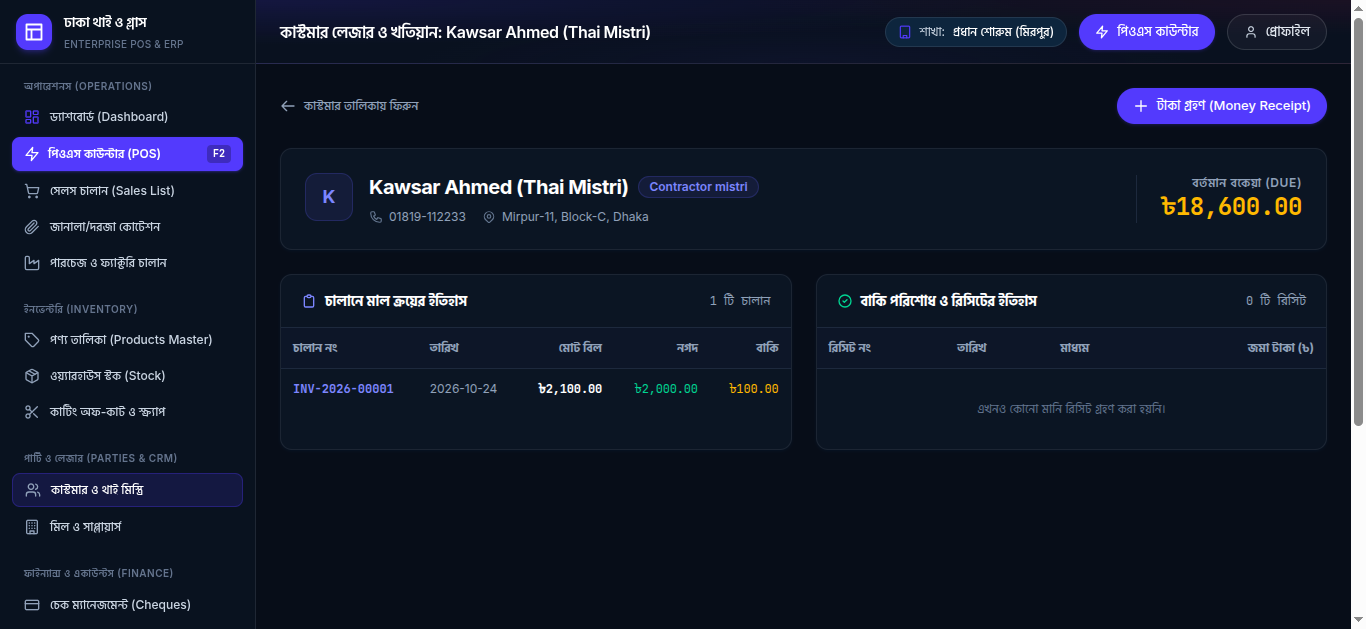 ঢাকা থাই ও গ্লাস
ENTERPRISE POS & ERP
কাস্টমার লেজার ও খতিয়ান: Kawsar Ahmed (Thai Mistri)
শাখা: প্রধান শোরুম (মিরপুর)
পিওএস কাউন্টার
প্রোফাইল
অপারেশনস (OPERATIONS)
ড্যাশবোর্ড (Dashboard)
পিওএস কাউন্টার (POS) F2
সেলস চালান (Sales List)
জানালা/দরজা কোটেশন
পারচেজ ও ফ্যাক্টরি চালান
ইনভেন্টরি (INVENTORY)
পণ্য তালিকা (Products Master)
ওয়্যারহাউস স্টক (Stock)
কাটিং অফ-কাট ও স্ক্র্যাপ
পার্টি ও লেজার (PARTIES & CRM)
কাস্টমার ও থাই মিস্ত্রি
মিল ও সাপ্লায়ার্স
ফাইন্যান্স ও একাউন্টস (FINANCE)
চেক ম্যানেজমেন্ট (Cheques)
কাস্টমার তালিকায় ফিরুন
টাকা গ্রহণ (Money Receipt)
K
Kawsar Ahmed (Thai Mistri) Contractor mistri
01819-112233 Mirpur-11, Block-C, Dhaka
বর্তমান বকেয়া (DUE)
৳18,600.00
চালানে মাল ক্রয়ের ইতিহাস 1 টি চালান
চালান নং তারিখ মোট বিল নগদ বাকি
INV-2026-00001 2026-10-24 ৳2,100.00 ৳2,000.00 ৳100.00
বাকি পরিশোধ ও রিসিটের ইতিহাস 0 টি রিসিট
রিসিট নং তারিখ মাধ্যম জমা টাকা (৳)
এখনও কোনো মানি রিসিট গ্রহণ করা হয়নি।